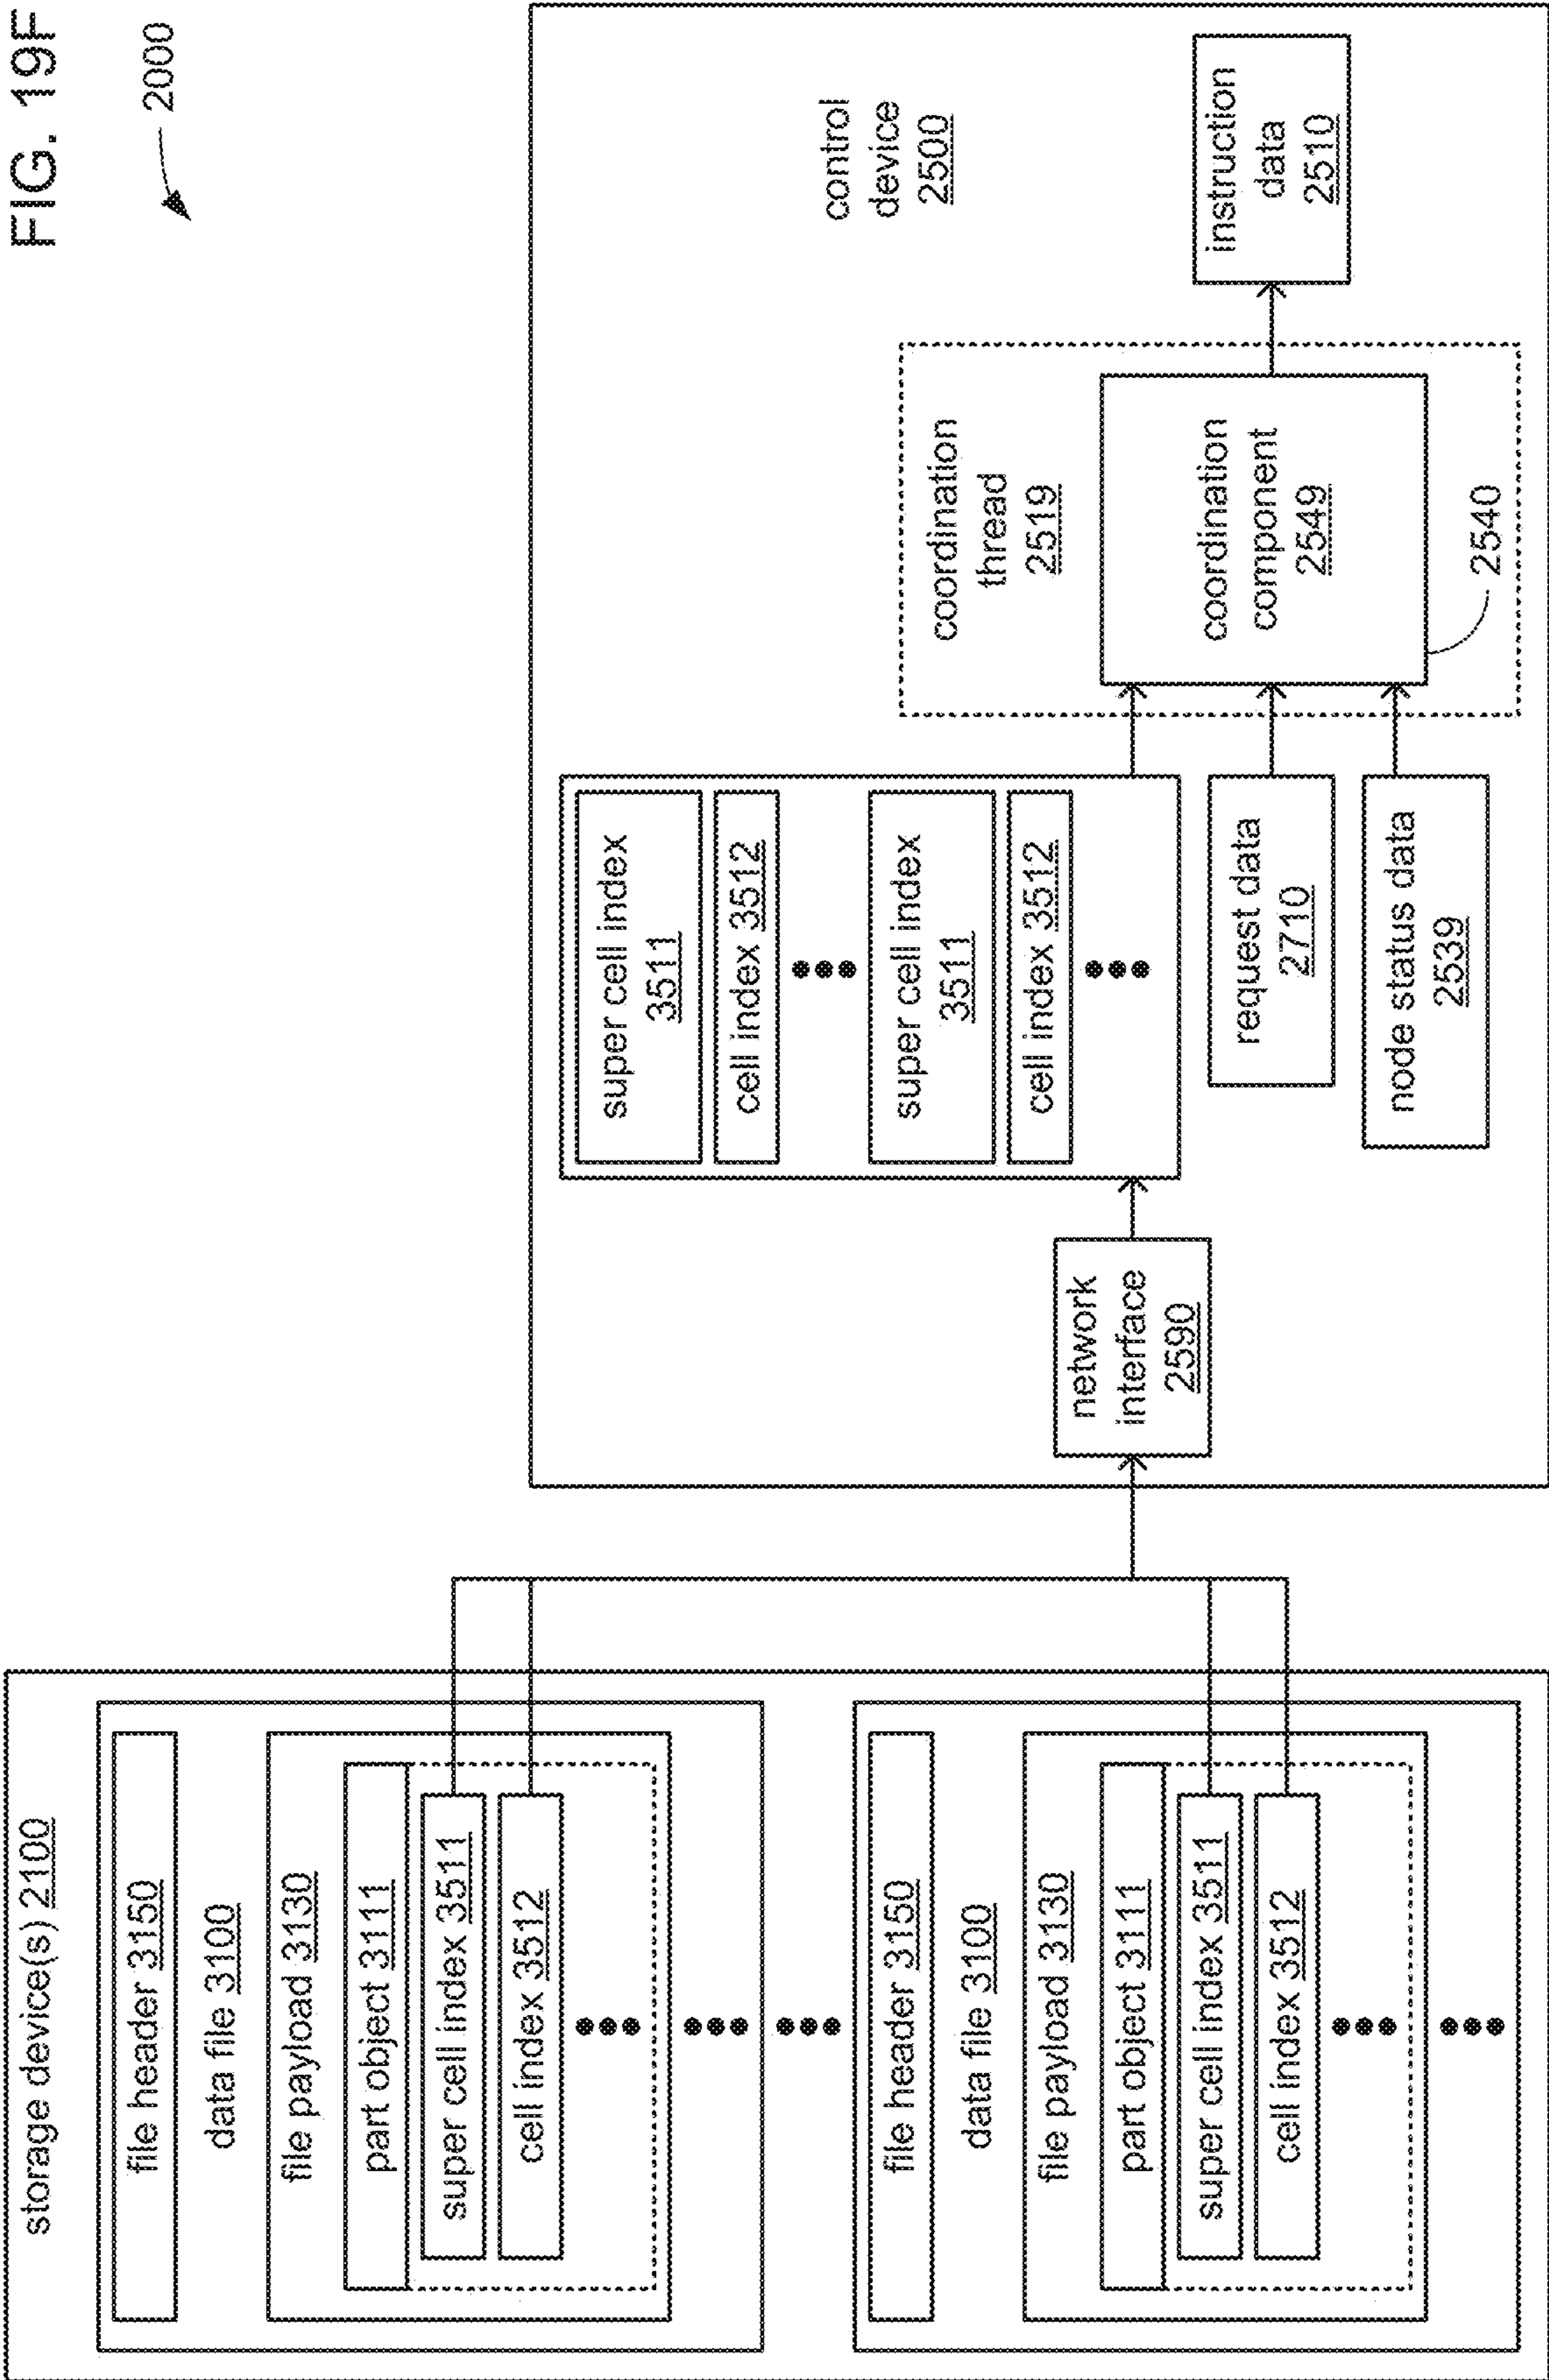 FIG. 19F
2000
storage device(s) 2100
file header 3150
data file 3100
file payload 3130
part object 3111
super cell index 3511
cell index 3512
file header 3150
data file 3100
file payload 3130
part object 3111
super cell index 3511
cell index 3512
network
interface
2590
super cell index
3511
cell index 3512
super cell index
3511
cell index 3512
request data
2710
node status data
2539
coordination
thread
2519
coordination
component
2549
2540
control
device
2500
instruction
data
2510